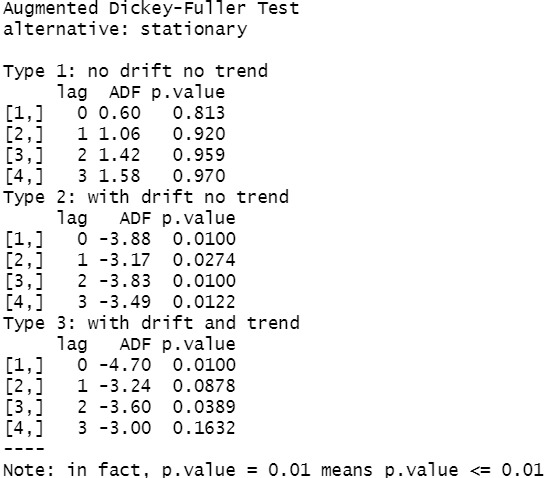 Augmented Dickey-Fuller Test
alternative: stationary

Type 1: no drift no trend
     lag  ADF p.value
[1,]   0 0.60   0.813
[2,]   1 1.06   0.920
[3,]   2 1.42   0.959
[4,]   3 1.58   0.970
Type 2: with drift no trend
     lag   ADF p.value
[1,]   0 -3.88  0.0100
[2,]   1 -3.17  0.0274
[3,]   2 -3.83  0.0100
[4,]   3 -3.49  0.0122
Type 3: with drift and trend
     lag   ADF p.value
[1,]   0 -4.70  0.0100
[2,]   1 -3.24  0.0878
[3,]   2 -3.60  0.0389
[4,]   3 -3.00  0.1632
----
Note: in fact, p.value = 0.01 means p.value <= 0.01